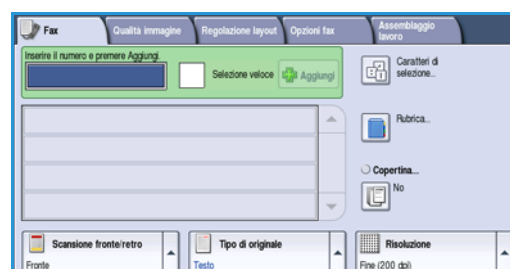 Fax
Qualità immagine
Regolazione layout
Opzioni fax
Assemblaggio
lavoro
Inserire il numero e premere Aggiungi
Selezione veloce
Aggiungi
Caratteri di
selezione...
Rubrica...
Copertina...
No
Scansione fronte/retro
Tipo di originale
Risoluzione
Fronte
Testo
Fine (200 dpi)